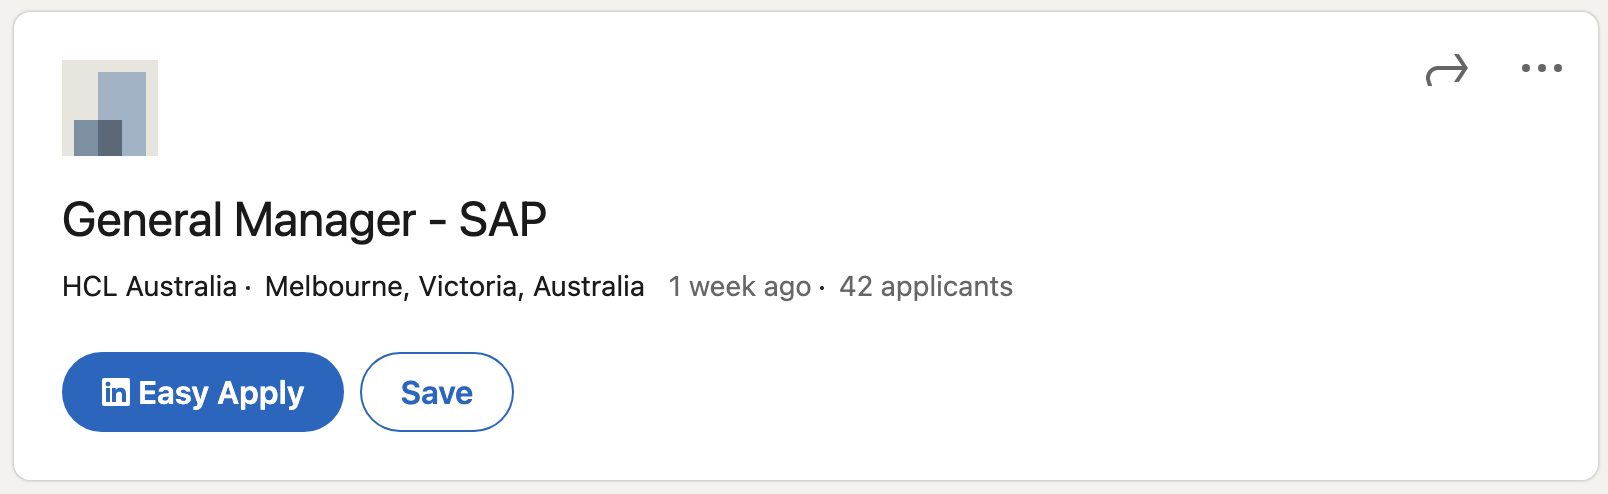 General Manager - SAP
HCL Australia · Melbourne, Victoria, Australia 1 week ago · 42 applicants
in Easy Apply Save